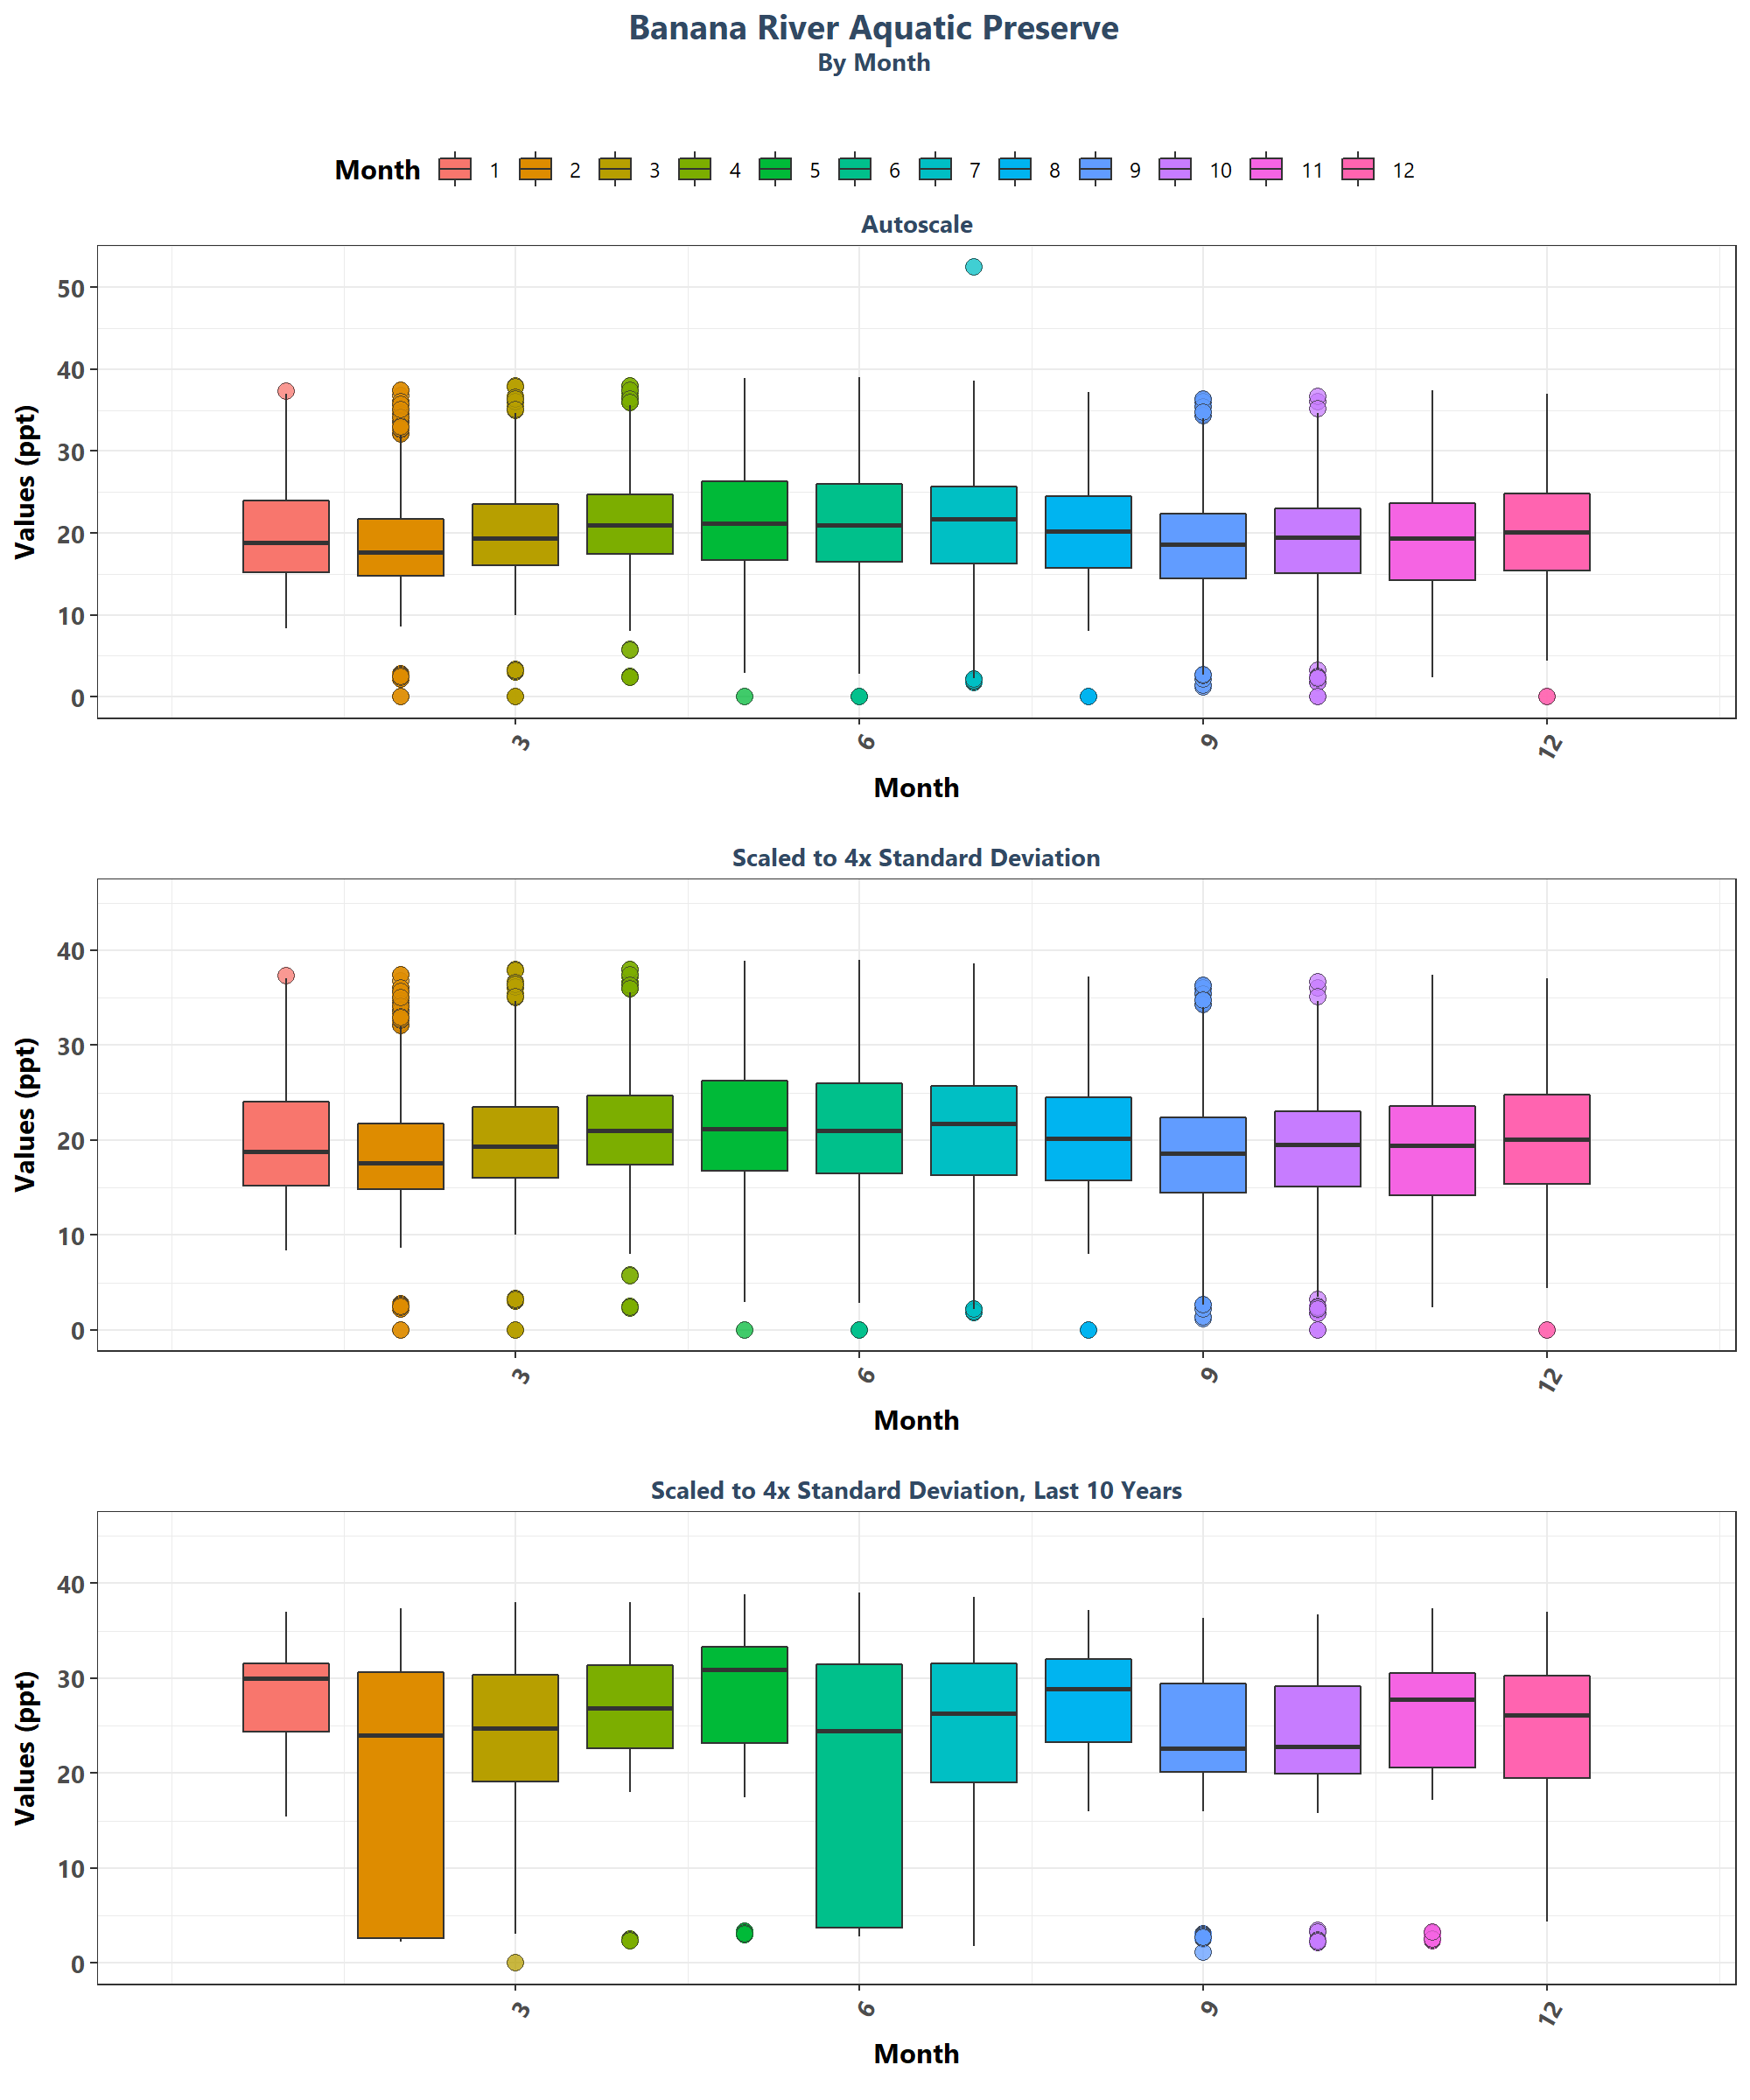 Banana River Aquatic Preserve
By Month
Month 1 2 3 4 5 6 7 8 9 10 11 12
Autoscale
Values (ppt)
50
40
30
20
10
0
3 6 9 12
Month
Scaled to 4x Standard Deviation
Values (ppt)
40
30
20
10
0
3 6 9 12
Month
Scaled to 4x Standard Deviation, Last 10 Years
Values (ppt)
40
30
20
10
0
3 6 9 12
Month